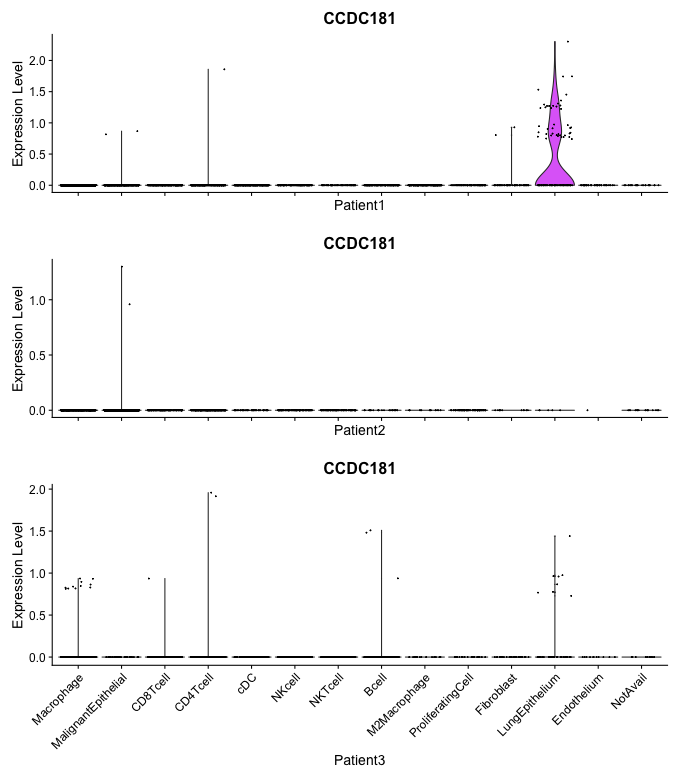 CCDC181
Expression Level
2.0
1.5
1.0
0.5
0.0
Patient1
CCDC181
Expression Level
1.0
0.5
0.0
Patient2
CCDC181
Expression Level
2.0
1.5
1.0
0.5
0.0
Macrophage
MalignantEpithelial
CD8Tcell
CD4Tcell
cDC
NKcell
NKTcell
Bcell
M2Macrophage
ProliferatingCell
Fibroblast
LungEpithelium
Endothelium
NotAvail
Patient3